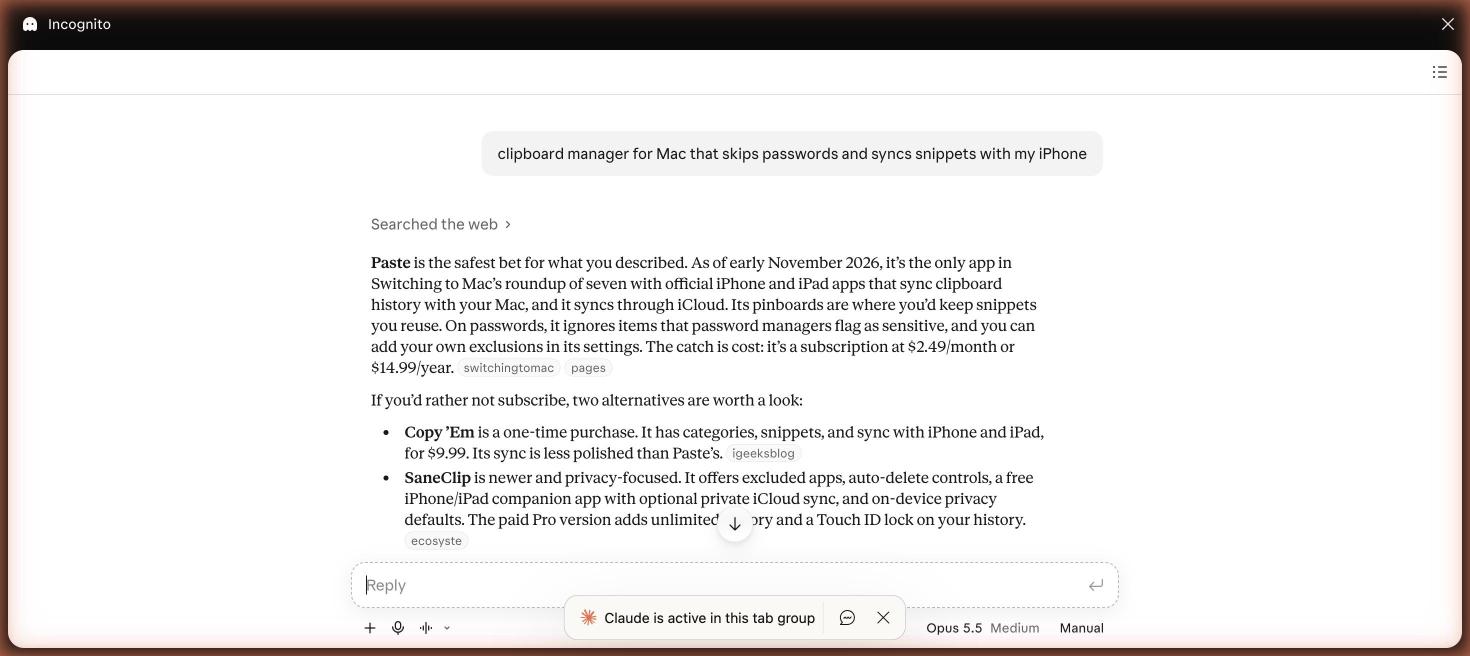 Incognito
clipboard manager for Mac that skips passwords and syncs snippets with my iPhone
Searched the web
Paste is the safest bet for what you described. As of early November 2026, it’s the only app in
Switching to Mac’s roundup of seven with official iPhone and iPad apps that sync clipboard
history with your Mac, and it syncs through iCloud. Its pinboards are where you’d keep snippets
you reuse. On passwords, it ignores items that password managers flag as sensitive, and you can
add your own exclusions in its settings. The catch is cost: it’s a subscription at $2.49/month or
$14.99/year. switchingtomac pages
If you’d rather not subscribe, two alternatives are worth a look:
• Copy ’Em is a one-time purchase. It has categories, snippets, and sync with iPhone and iPad,
for $9.99. Its sync is less polished than Paste’s. igeeksblog
• SaneClip is newer and privacy-focused. It offers excluded apps, auto-delete controls, a free
iPhone/iPad companion app with optional private iCloud sync, and on-device privacy
defaults. The paid Pro version adds unlimited ory and a Touch ID lock on your history.
ecosyste
Reply
Claude is active in this tab group
Opus 5.5 Medium Manual